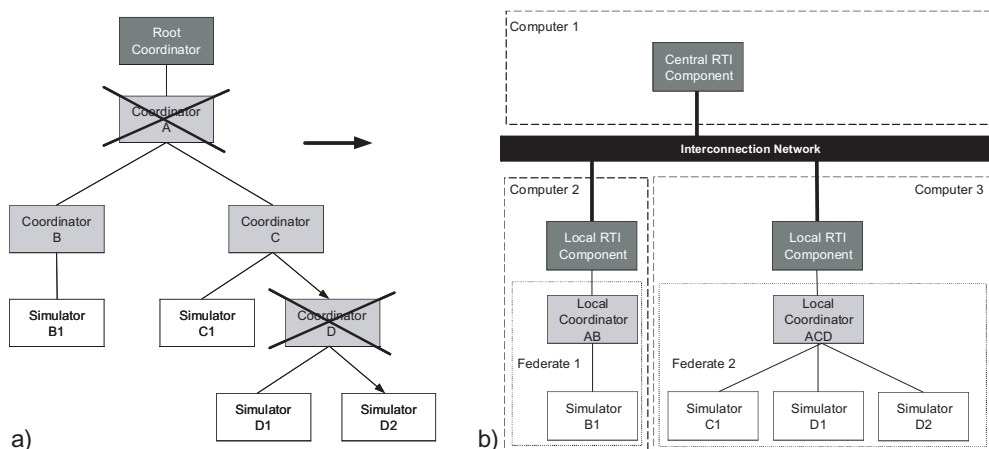 Root
Coordinator
Coordinator
A
Coordinator
B
Coordinator
C
Simulator
B1
Simulator
C1
Coordinator
D
Simulator
D1
Simulator
D2
a)
Computer 1
Central RTI
Component
Interconnection Network
Computer 2
Computer 3
Local RTI
Component
Local RTI
Component
Local
Coordinator
AB
Local
Coordinator
ACD
Federate 1
Federate 2
Simulator
B1
Simulator
C1
Simulator
D1
Simulator
D2
b)